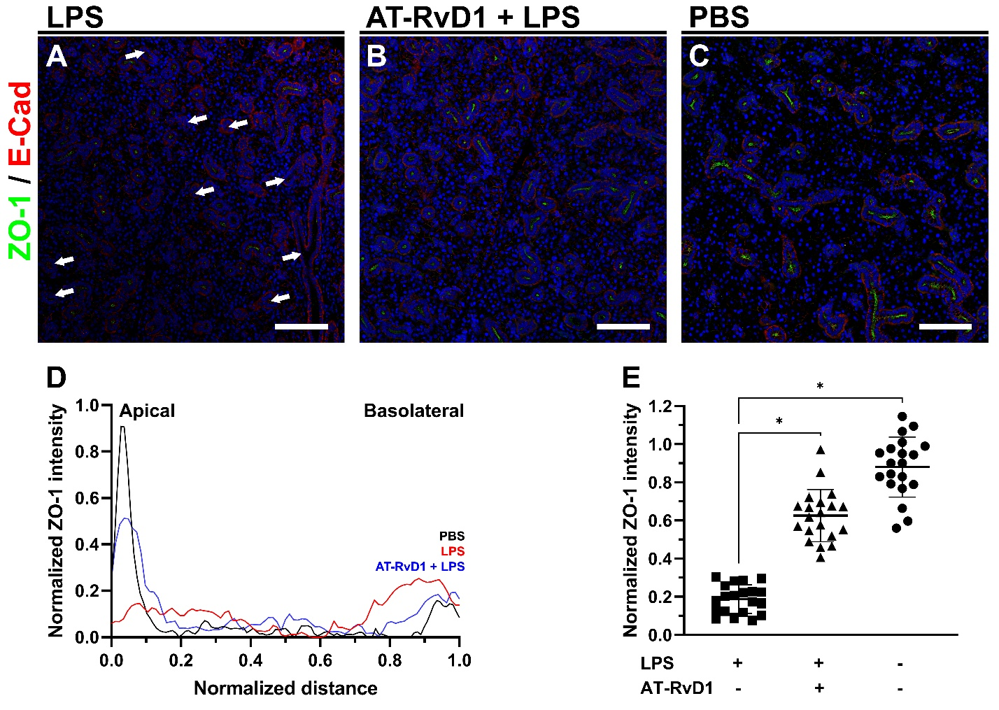 LPS
AT-RvD1 + LPS
PBS
ZO-1 / E-Cad
A
B
C
D
Normalized ZO-1 intensity
1.0
0.8
0.6
0.4
0.2
0.0
Apical
Basolateral
PBS
LPS
AT-RvD1 + LPS
0.0 0.2 0.4 0.6 0.8 1.0
Normalized distance
E
Normalized ZO-1 intensity
1.2
1.0
0.8
0.6
0.4
0.2
0.0
*
*
LPS + + -
AT-RvD1 - + -